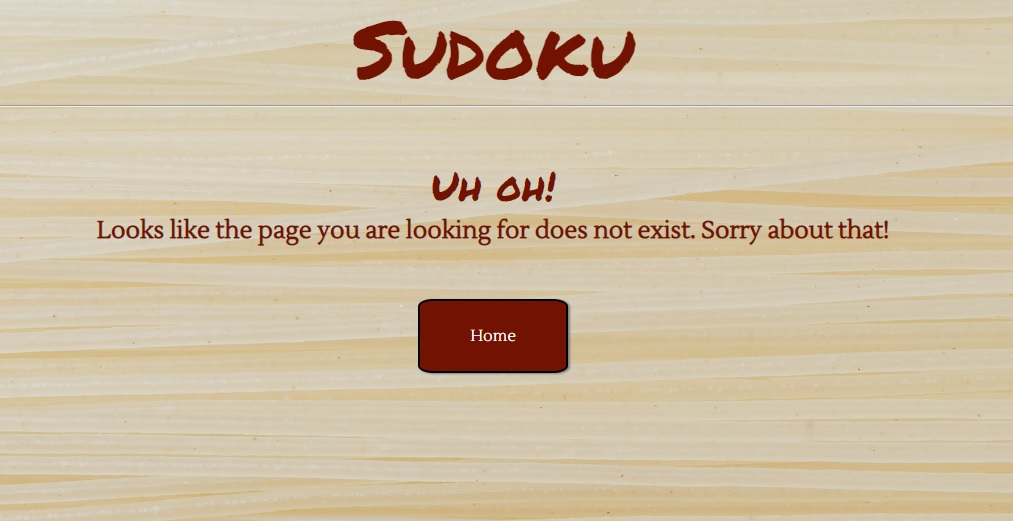 Sudoku
Uh oh!
Looks like the page you are looking for does not exist. Sorry about that!
Home